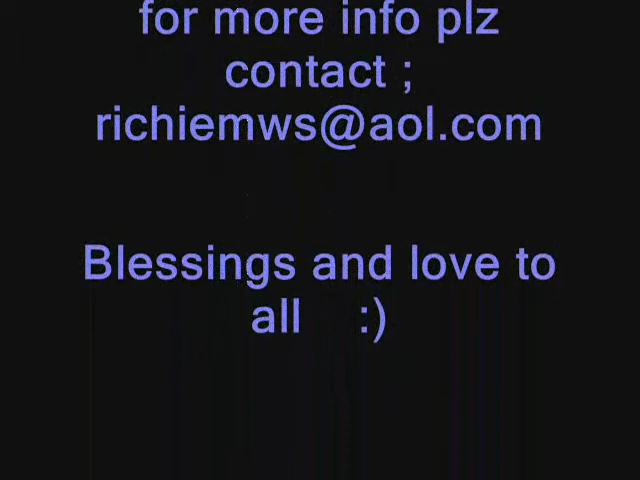 for more info plz
contact ;
richiemws@aol.com
Blessings and love to
all :)